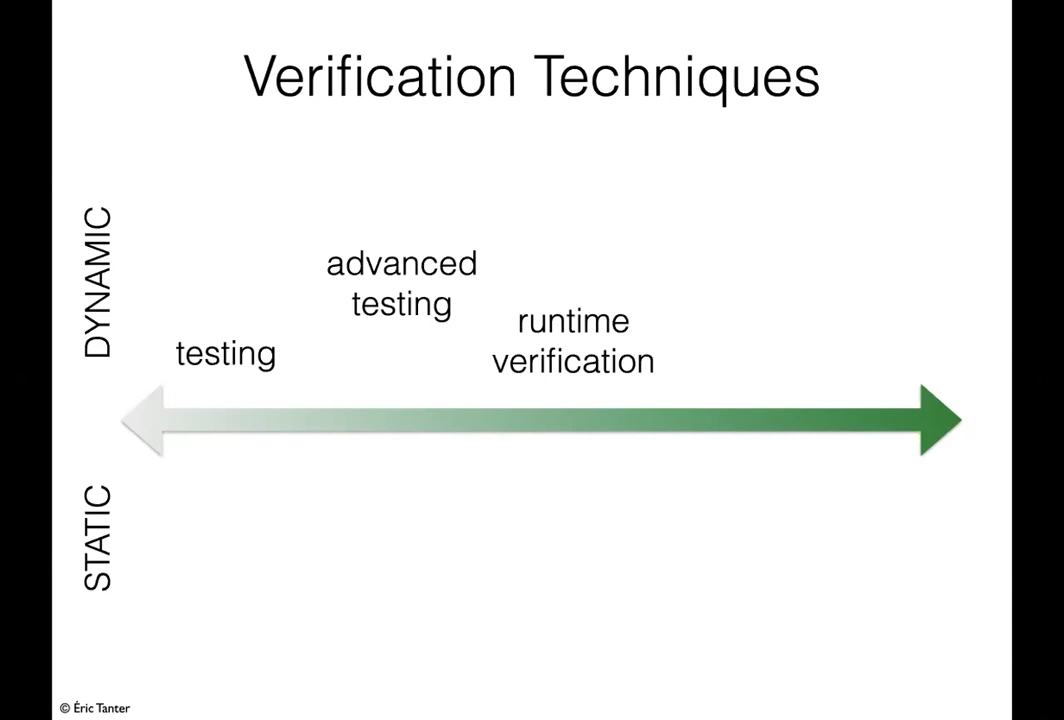 Verification Techniques
DYNAMIC
advanced
testing
runtime
verification
testing
STATIC
© Éric Tanter